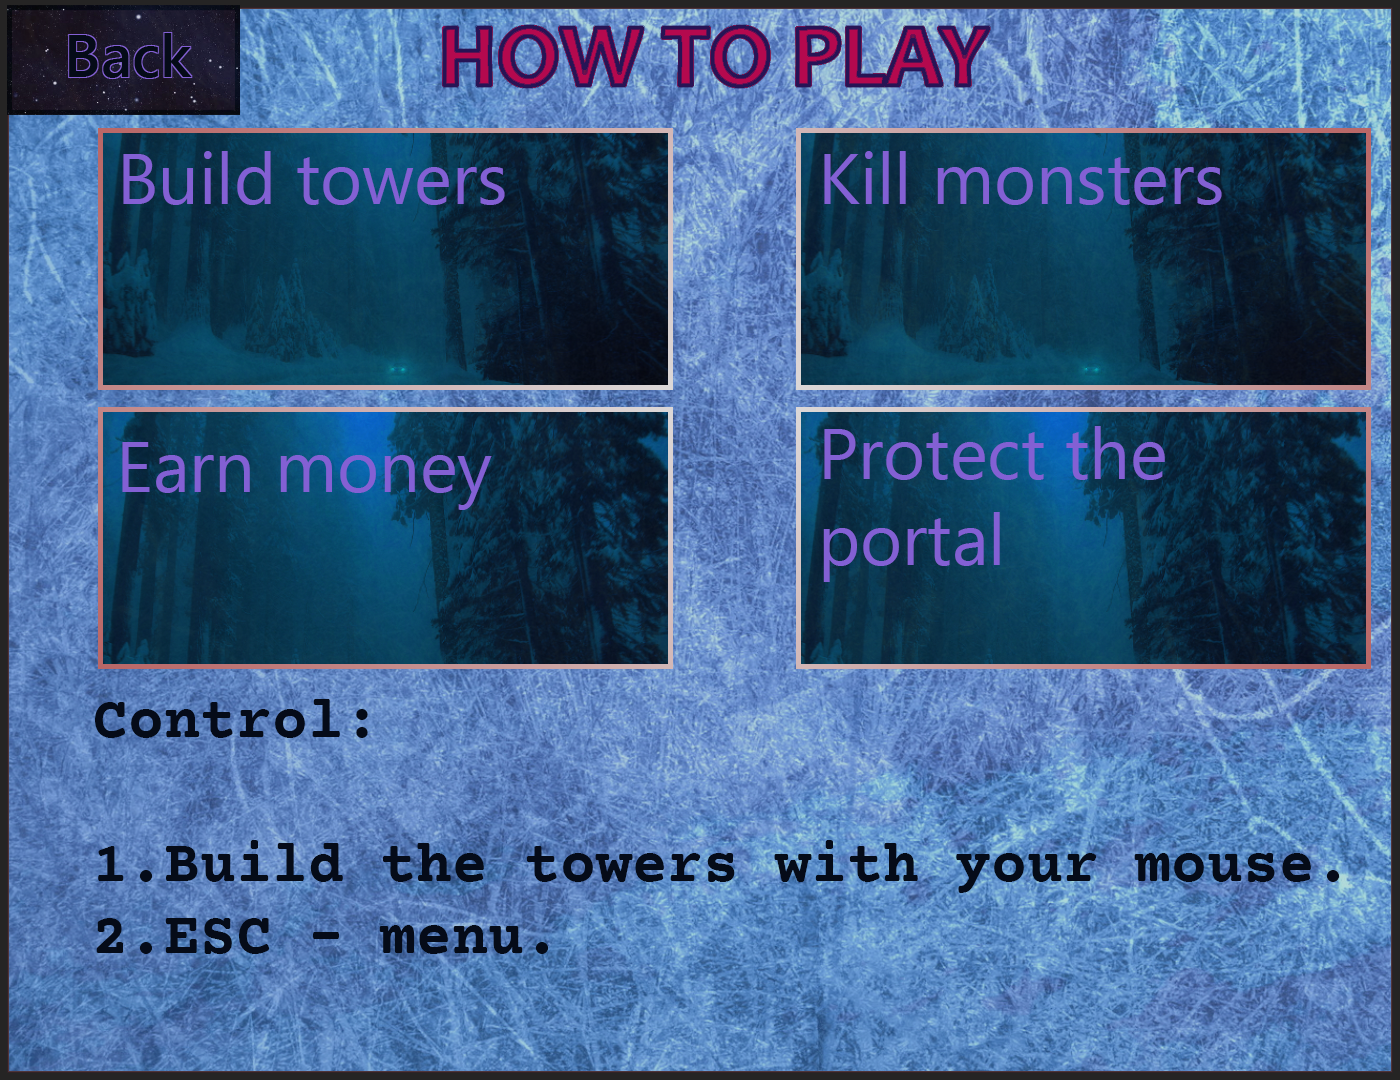 Back
HOW TO PLAY
Build towers
Kill monsters
Earn money
Protect the
portal
Control:
1.Build the towers with your mouse.
2.ESC - menu.